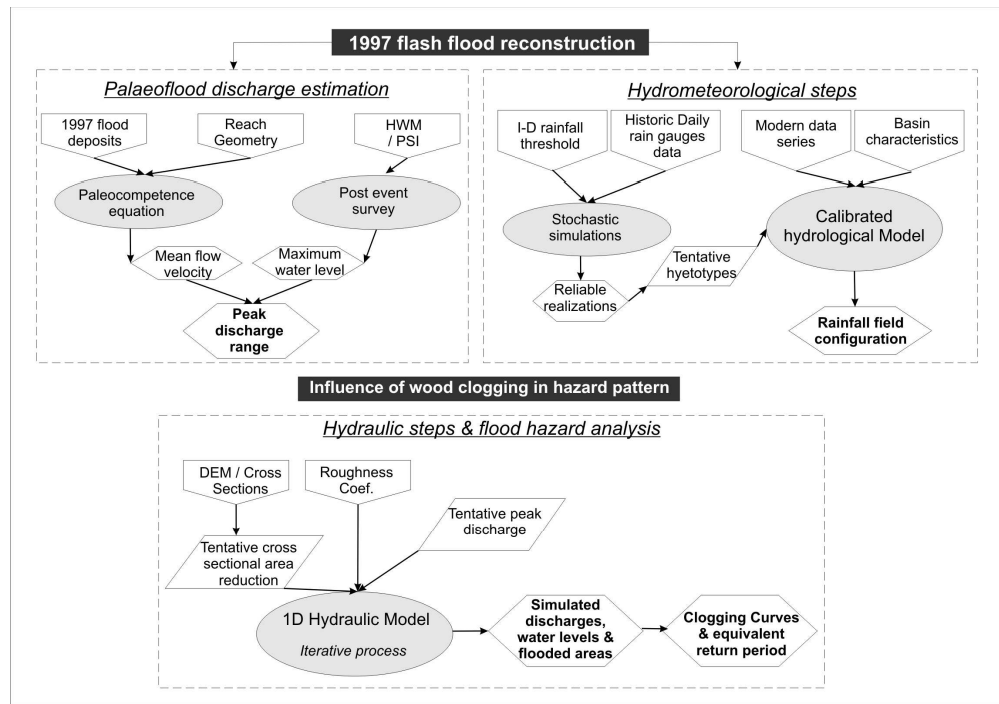 1997 flash flood reconstruction
Palaeoflood discharge estimation
1997 flood
deposits
Reach
Geometry
HWM
/ PSI
Paleocompetence
equation
Post event
survey
Mean flow
velocity
Maximum
water level
Peak
discharge
range
Hydrometeorological steps
I-D rainfall
threshold
Historic Daily
rain gauges
data
Modern data
series
Basin
characteristics
Stochastic
simulations
Calibrated
hydrological Model
Tentative
hyetotypes
Reliable
realizations
Rainfall field
configuration
Influence of wood clogging in hazard pattern
Hydraulic steps & flood hazard analysis
DEM / Cross
Sections
Roughness
Coef.
Tentative peak
discharge
Tentative cross
sectional area
reduction
1D Hydraulic Model
Iterative process
Simulated
discharges,
water levels &
flooded areas
Clogging Curves
& equivalent
return period